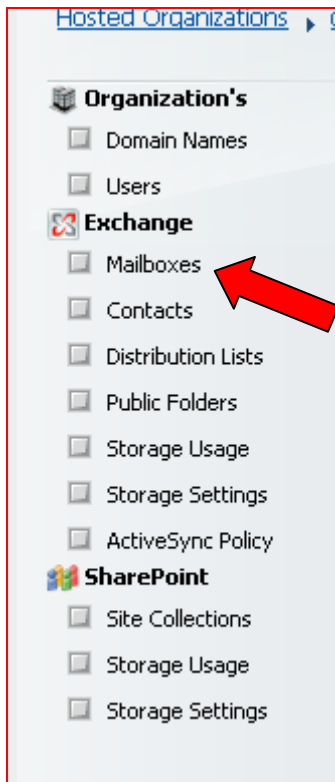 Hosted Organizations
Organization's
Domain Names
Users
Exchange
Mailboxes
Contacts
Distribution Lists
Public Folders
Storage Usage
Storage Settings
ActiveSync Policy
SharePoint
Site Collections
Storage Usage
Storage Settings